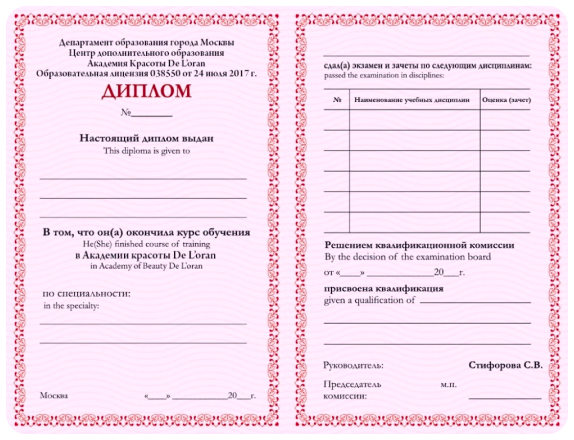 Департамент образования города Москвы
Центр дополнительного образования
Академия Красоты De L'oran
Образовательная лицензия 038550 от 24 июля 2017 г.
ДИПЛОМ
№________
Настоящий диплом выдан
This diploma is given to
В том, что он(а) окончила курс обучения
He(She) finished course of training
в Академии красоты De L'oran
in Academy of Beauty De L'oran
по специальности:
in the specialty:
Москва «____» ____________20___г.
сдал(а) экзамен и зачеты по следующим дисциплинам:
passed the examination in disciplines:
№ Наименование учебных дисциплин Оценка (зачет)
Решением квалификационной комиссии
By the decision of the examination board
от «____» ______________20___г.
присвоена квалификация
given a qualification of ______________________
Руководитель: Стифорова С.В.
Председатель м.п.
комиссии: ______________